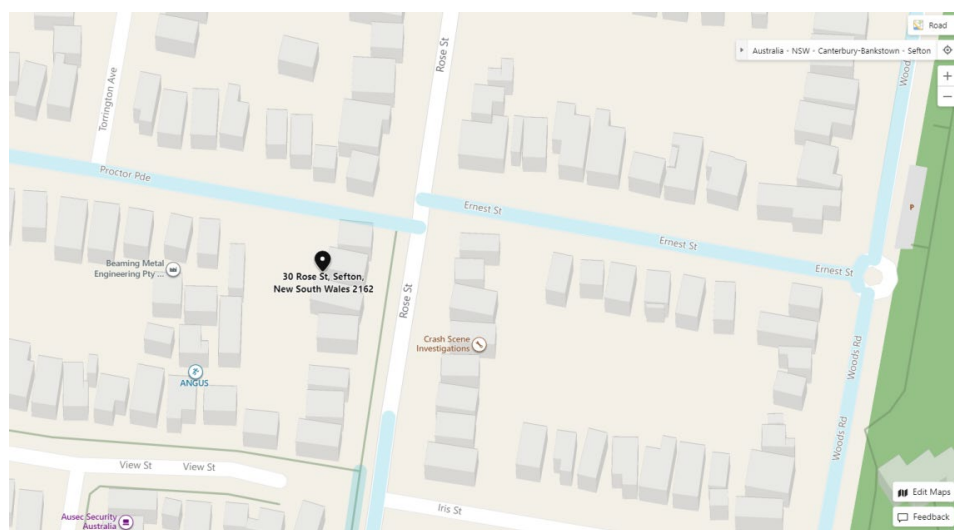 Road
Australia - NSW - Canterbury-Bankstown - Sefton
Woods
Rose St
Torrington Ave
Proctor Pde
Ernest St
Ernest St
Ernest St
P
Beaming Metal
Engineering Pty ...
30 Rose St, Sefton,
New South Wales 2162
Rose St
Crash Scene
Investigations
Woods Rd
ANGUS
Woods Rd
View St
View St
Iris St
Ausec Security
Australia
Edit Maps
Feedback